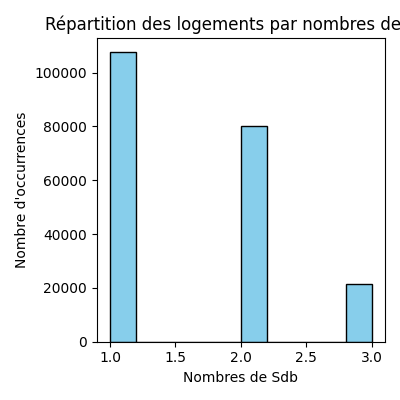 Répartition des logements par nombres de
100000
80000
60000
40000
20000
0
Nombre d'occurrences
1.0 1.5 2.0 2.5 3.0
Nombres de Sdb